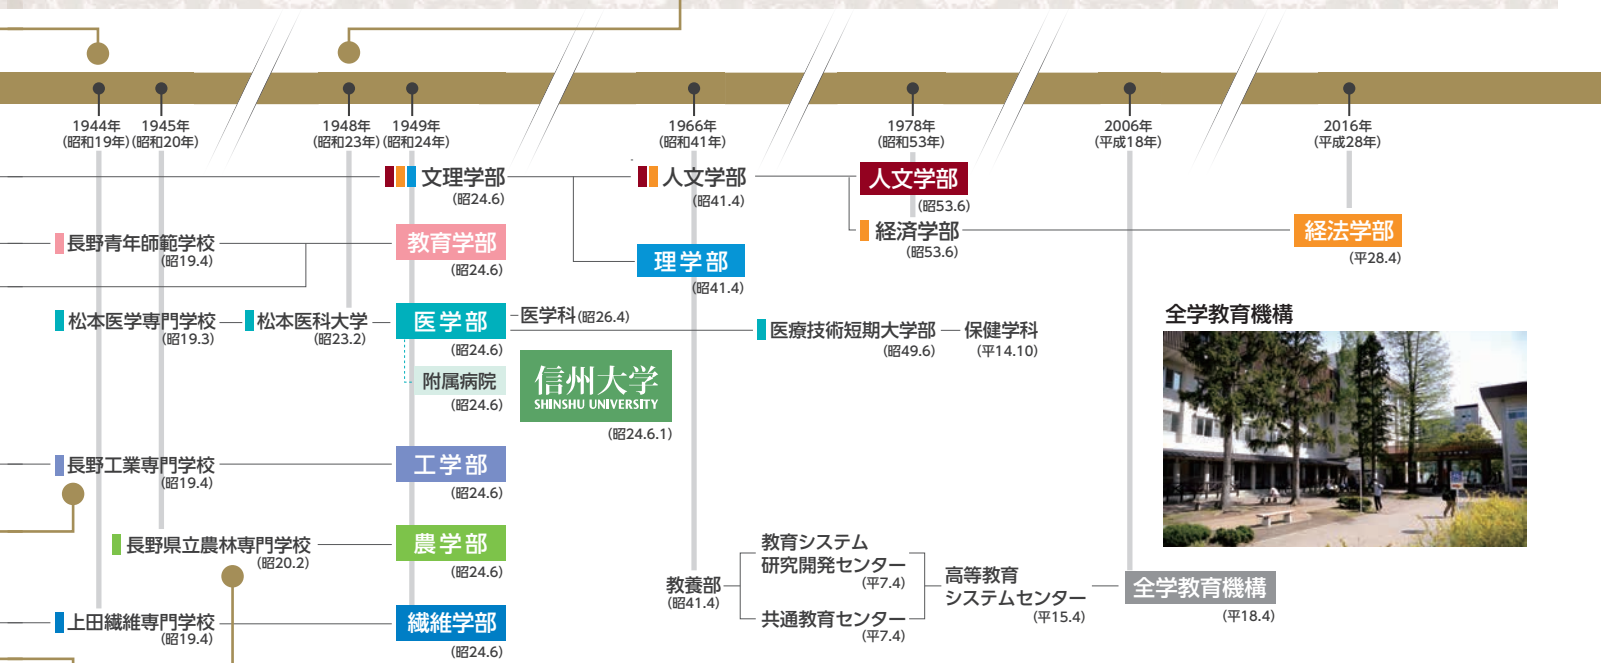 1944年
(昭和19年)
1945年
(昭和20年)
1948年
(昭和23年)
1949年
(昭和24年)
1966年
(昭和41年)
1978年
(昭和53年)
2006年
(平成18年)
2016年
(平成28年)
文理学部
(昭24.6)
人文学部
(昭41.4)
人文学部
(昭53.6)
経済学部
(昭53.6)
経法学部
(平28.4)
長野青年師範学校
(昭19.4)
教育学部
(昭24.6)
理学部
(昭41.4)
松本医学専門学校
(昭19.3)
松本医科大学
(昭23.2)
医学部
(昭24.6)
医学科(昭26.4)
医療技術短期大学部
(昭49.6)
保健学科
(平14.10)
附属病院
(昭24.6)
信州大学
SHINSHU UNIVERSITY
(昭24.6.1)
全学教育機構
長野工業専門学校
(昭19.4)
工学部
(昭24.6)
長野県立農林専門学校
(昭20.2)
農学部
(昭24.6)
上田繊維専門学校
(昭19.4)
繊維学部
(昭24.6)
教養部
(昭41.4)
教育システム
研究開発センター
(平7.4)
共通教育センター
(平7.4)
高等教育
システムセンター
(平15.4)
全学教育機構
(平18.4)